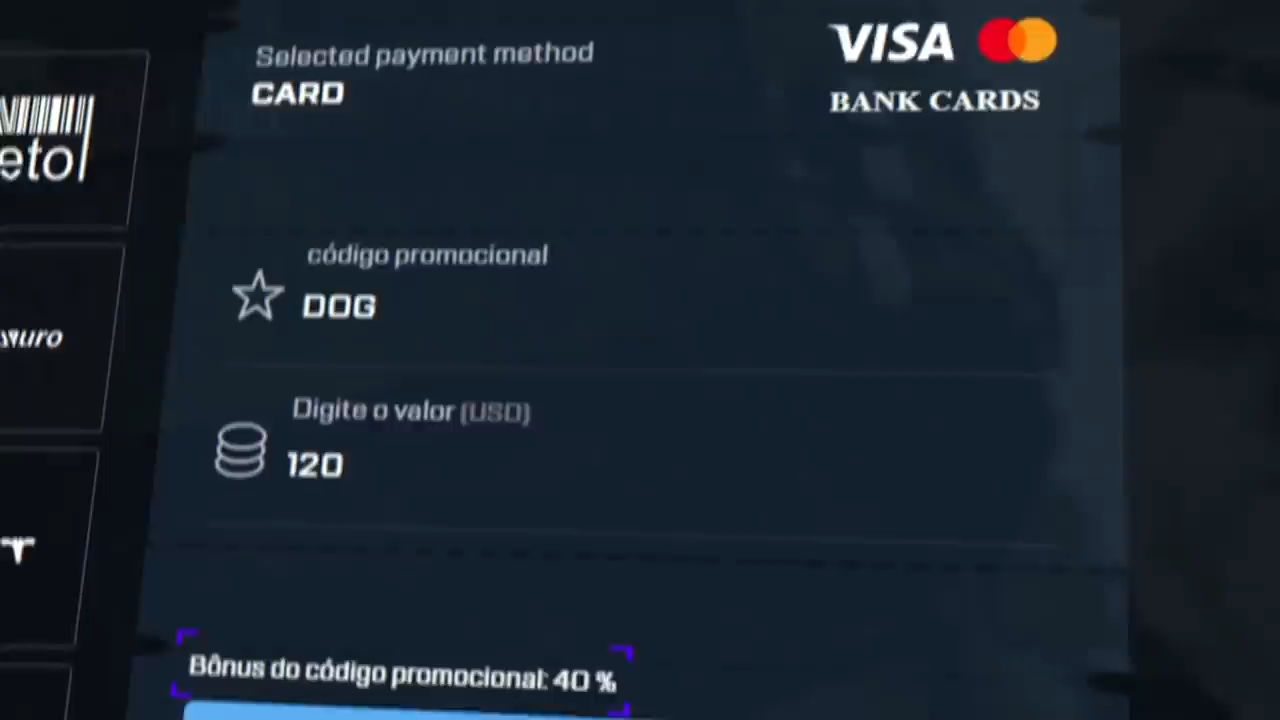 Selected payment method
CARD
VISA
BANK CARDS
código promocional
DOG
Digite o valor (USD)
120
Bônus do código promocional: 40 %